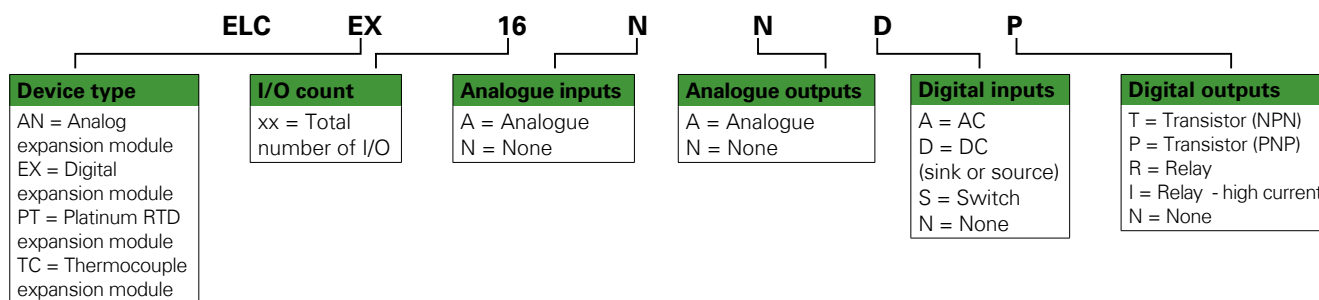 ELC EX 16 N N D P
Device type
AN = Analog
expansion module
EX = Digital
expansion module
PT = Platinum RTD
expansion module
TC = Thermocouple
expansion module
I/O count
xx = Total
number of I/O
Analogue inputs
A = Analogue
N = None
Analogue outputs
A = Analogue
N = None
Digital inputs
A = AC
D = DC
(sink or source)
S = Switch
N = None
Digital outputs
T = Transistor (NPN)
P = Transistor (PNP)
R = Relay
I = Relay - high current
N = None